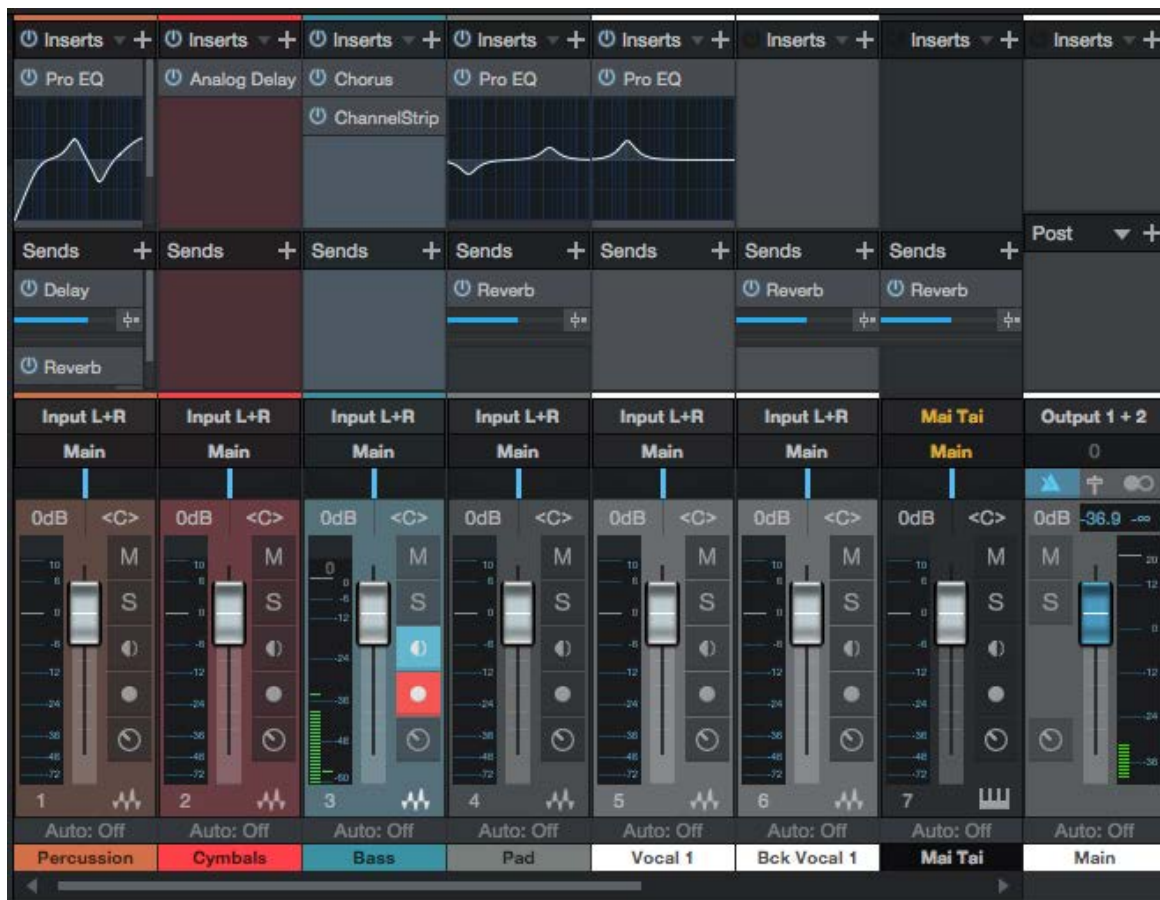 Inserts Inserts Inserts Inserts Inserts Inserts Inserts Inserts
Pro EQ Analog Delay Chorus Pro EQ Pro EQ
ChannelStrip
Post
Sends Sends Sends Sends Sends Sends Sends
Delay Reverb Reverb Reverb
Reverb
Input L+R Input L+R Input L+R Input L+R Input L+R Input L+R Mai Tai Output 1 + 2
Main Main Main Main Main Main Main 0
0dB <C> 0dB <C> 0dB <C> 0dB <C> 0dB <C> 0dB <C> 0dB <C> 0dB -36.9 -∞
M M M M M M M M
S S S S S S S S
1 2 3 4 5 6 7
Auto: Off Auto: Off Auto: Off Auto: Off Auto: Off Auto: Off Auto: Off Auto: Off
Percussion Cymbals Bass Pad Vocal 1 Bck Vocal 1 Mai Tai Main